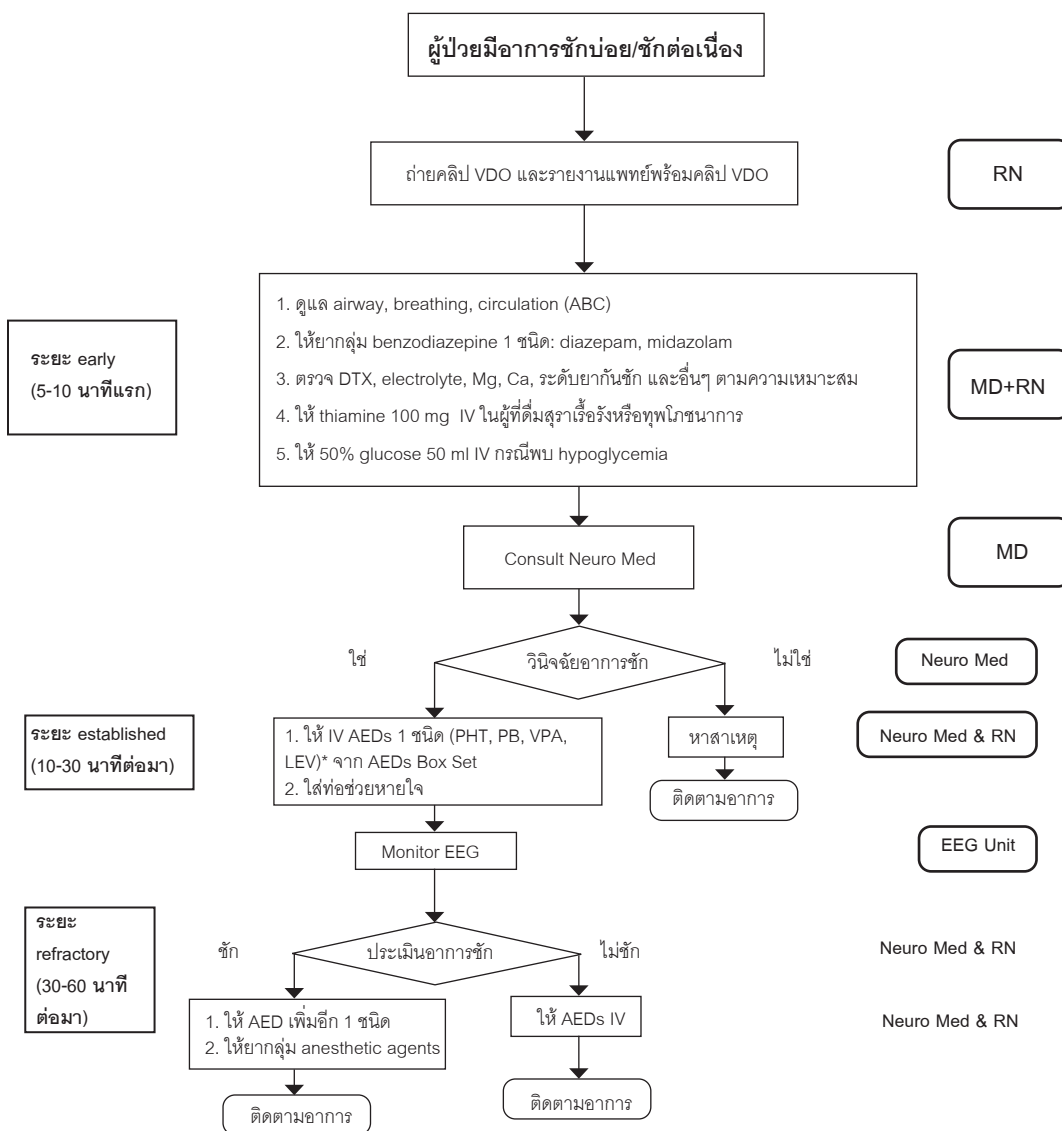 ผู้ป่วยมีอาการชักบ่อย/ชักต่อเนื่อง
ถ่ายคลิป VDO และรายงานแพทย์พร้อมคลิป VDO
RN
ระยะ early
(5-10 นาทีแรก)
1. ดูแล airway, breathing, circulation (ABC)
2. ให้ยากลุ่ม benzodiazepine 1 ชนิด: diazepam, midazolam
3. ตรวจ DTX, electrolyte, Mg, Ca, ระดับยากันชัก และอื่นๆ ตามความเหมาะสม
4. ให้ thiamine 100 mg IV ในผู้ที่ดื่มสุราเรื้อรังหรือทุพโภชนาการ
5. ให้ 50% glucose 50 ml IV กรณีพบ hypoglycemia
MD+RN
Consult Neuro Med
MD
ใช่
วินิจฉัยอาการชัก
ไม่ใช่
Neuro Med
ระยะ established
(10-30 นาทีต่อมา)
1. ให้ IV AEDs 1 ชนิด (PHT, PB, VPA,
LEV)* จาก AEDs Box Set
2. ใส่ท่อช่วยหายใจ
หาสาเหตุ
Neuro Med & RN
ติดตามอาการ
Monitor EEG
EEG Unit
ระยะ
refractory
(30-60 นาที
ต่อมา)
ชัก
ประเมินอาการชัก
ไม่ชัก
Neuro Med & RN
1. ให้ AED เพิ่มอีก 1 ชนิด
2. ให้ยากลุ่ม anesthetic agents
ให้ AEDs IV
Neuro Med & RN
ติดตามอาการ
ติดตามอาการ